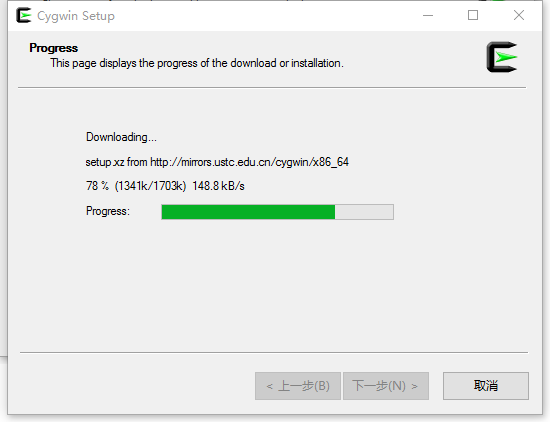 Cygwin Setup
Progress
This page displays the progress of the download or installation.
Downloading...
setup.xz from http://mirrors.ustc.edu.cn/cygwin/x86_64
78 % (1341k/1703k) 148.8 kB/s
Progress:
< 上一步(B) 下一步(N) > 取消